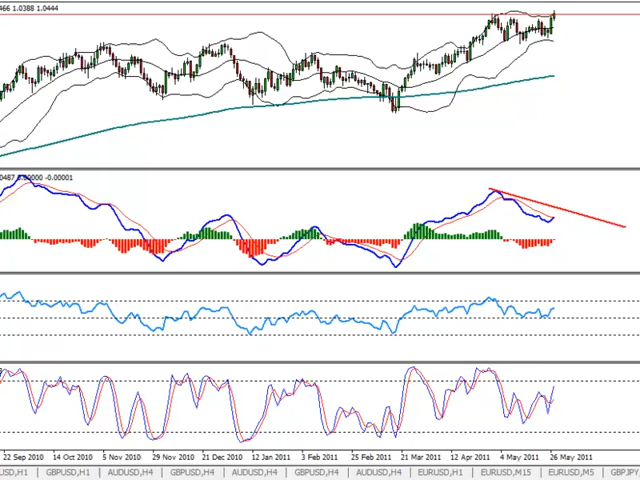 466 1.0388 1.0444
0487 0.00000 -0.00001
22 Sep 2010 14 Oct 2010 5 Nov 2010 29 Nov 2010 21 Dec 2010 12 Jan 2011 3 Feb 2011 25 Feb 2011 21 Mar 2011 12 Apr 2011 4 May 2011 26 May 2011
USD,H1 GBPUSD,H1 AUDUSD,H4 GBPUSD,H4 AUDUSD,H4 GBPUSD,H4 AUDUSD,H4 EURUSD,H1 EURUSD,M15 EURUSD,M5 GBPJPY